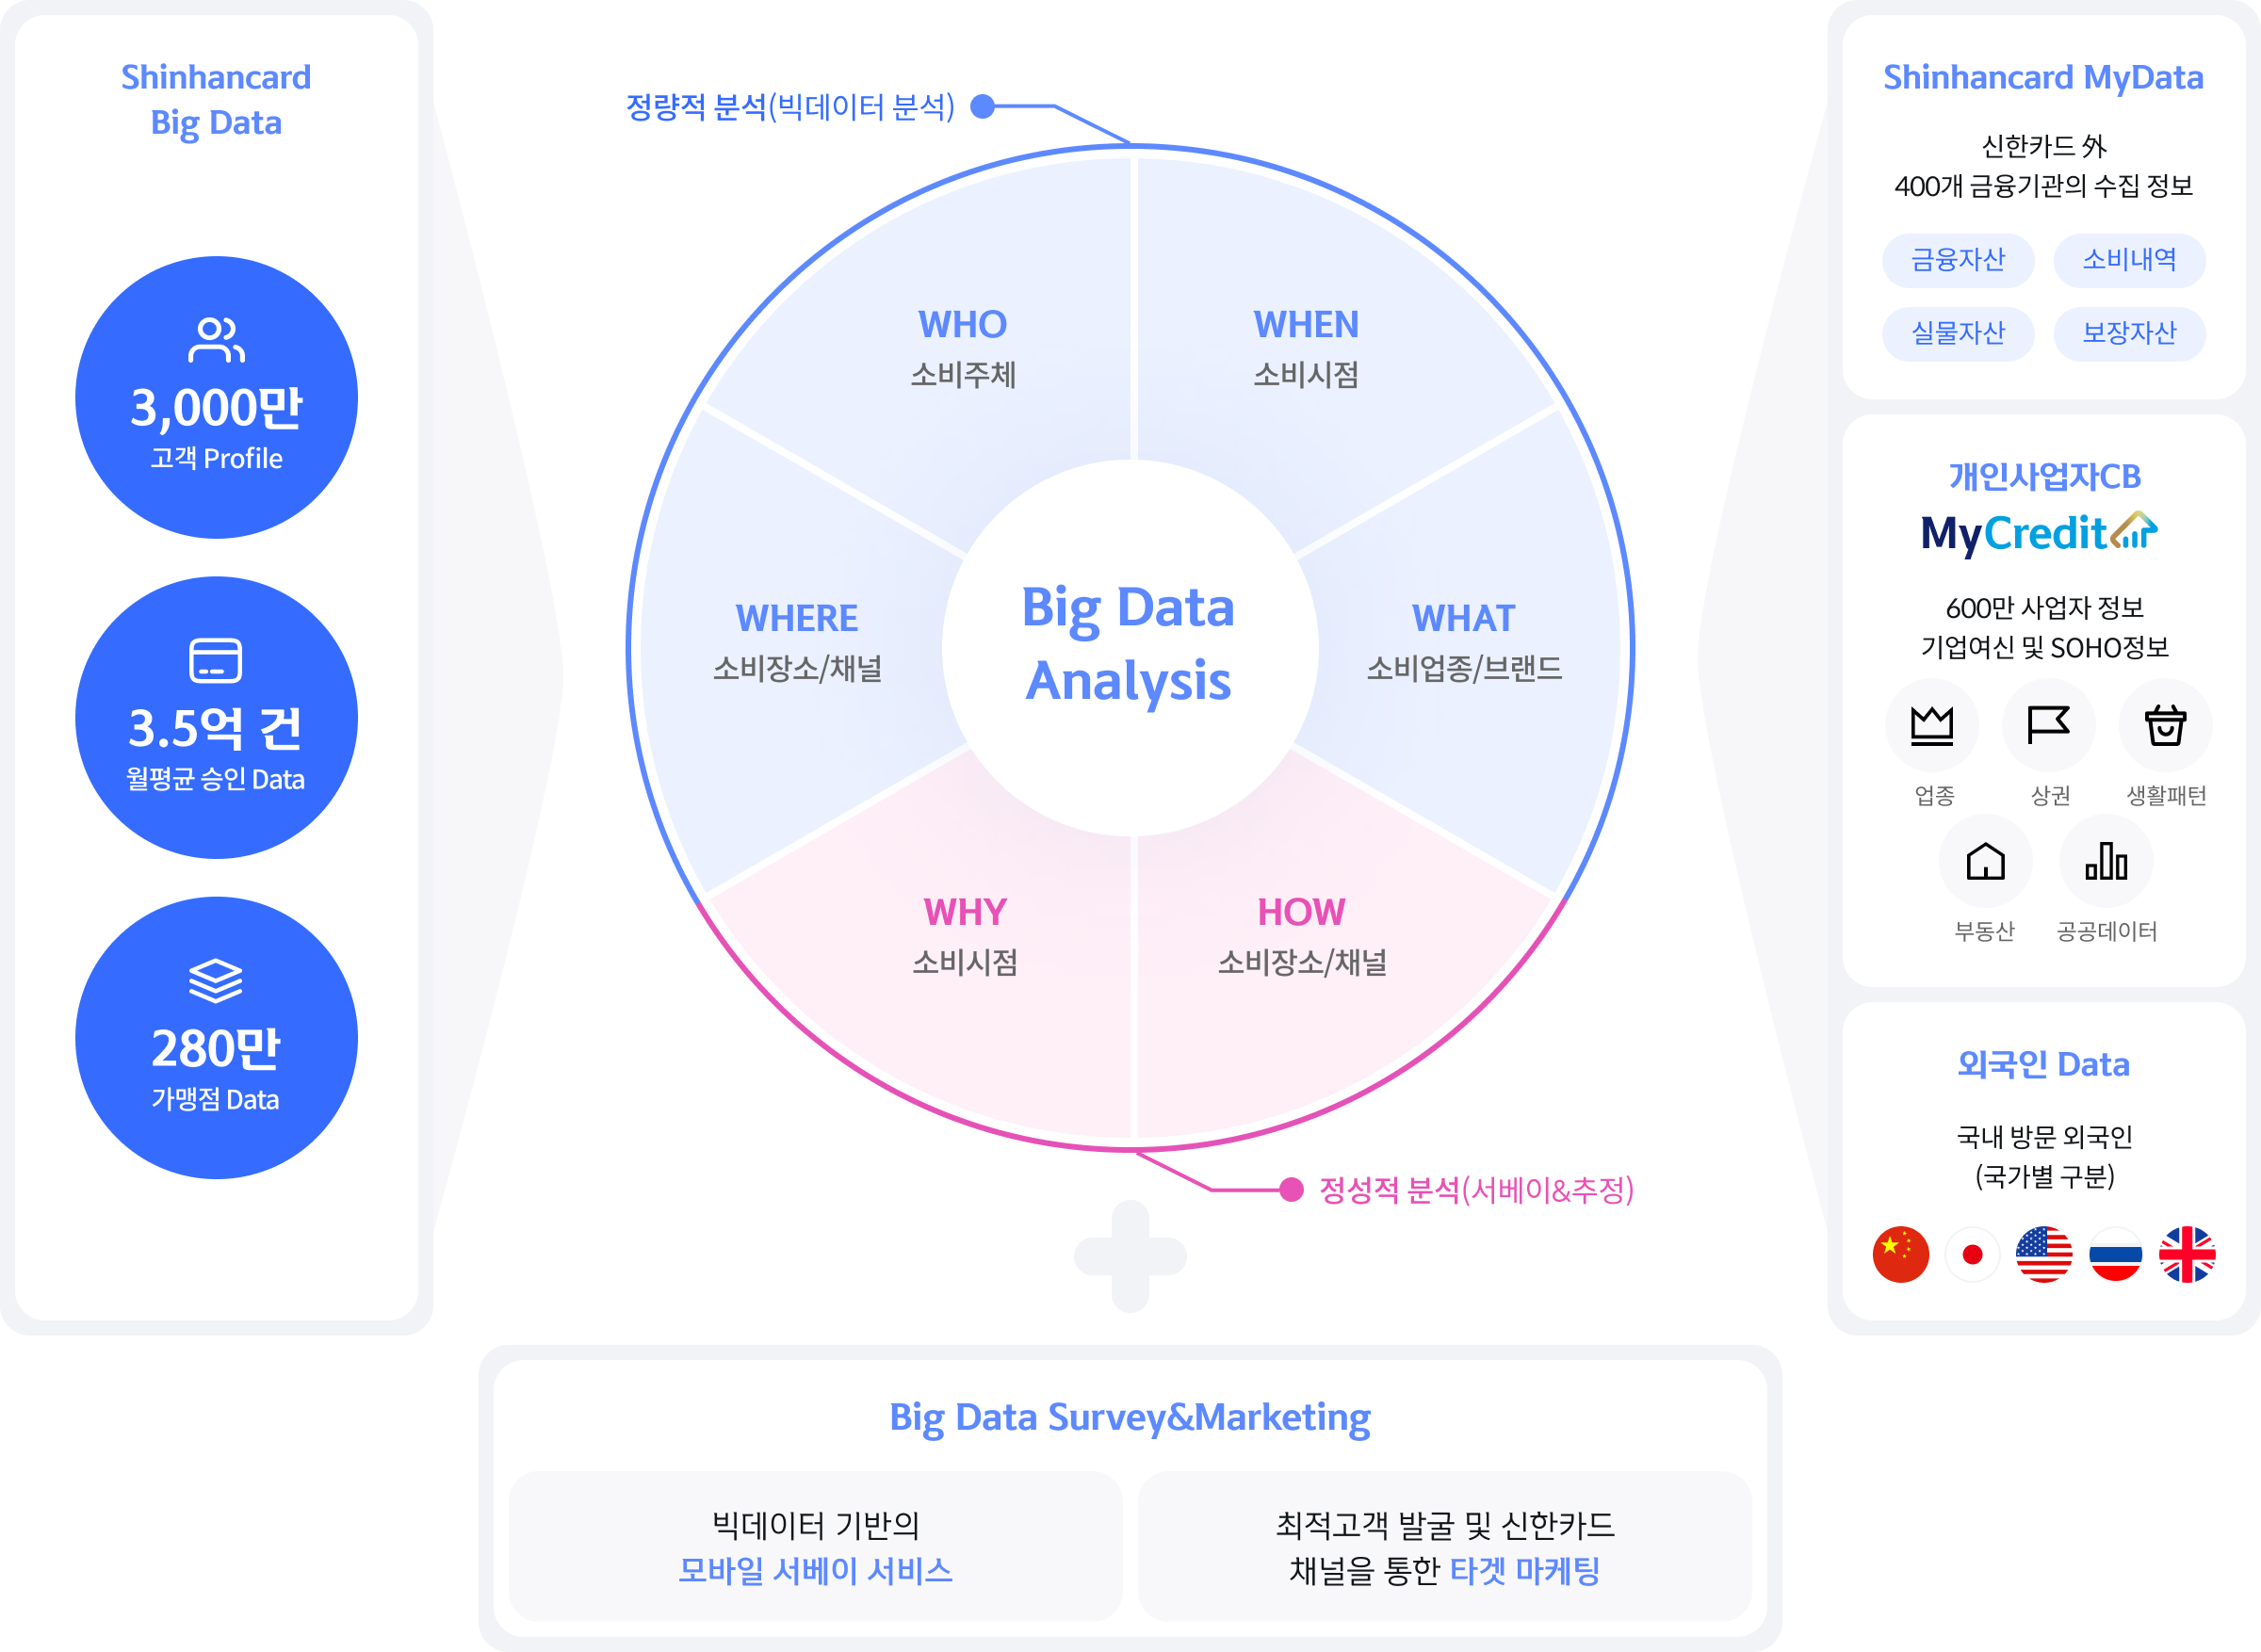 Shinhancard
Big Data
3,000만
고객 Profile
3.5억 건
월평균 승인 Data
280만
가맹점 Data
정량적 분석(빅데이터 분석)
WHO
소비주체
WHEN
소비시점
WHERE
소비장소/채널
Big Data
Analysis
WHAT
소비업종/브랜드
WHY
소비시점
HOW
소비장소/채널
정성적 분석(서베이&추정)
Shinhancard MyData
신한카드 外
400개 금융기관의 수집 정보
금융자산
소비내역
실물자산
보장자산
개인사업자CB
MyCredit
600만 사업자 정보
기업여신 및 SOHO정보
업종
상권
생활패턴
부동산
공공데이터
외국인 Data
국내 방문 외국인
(국가별 구분)
Big Data Survey&Marketing
빅데이터 기반의
모바일 서베이 서비스
최적고객 발굴 및 신한카드
채널을 통한 타겟 마케팅